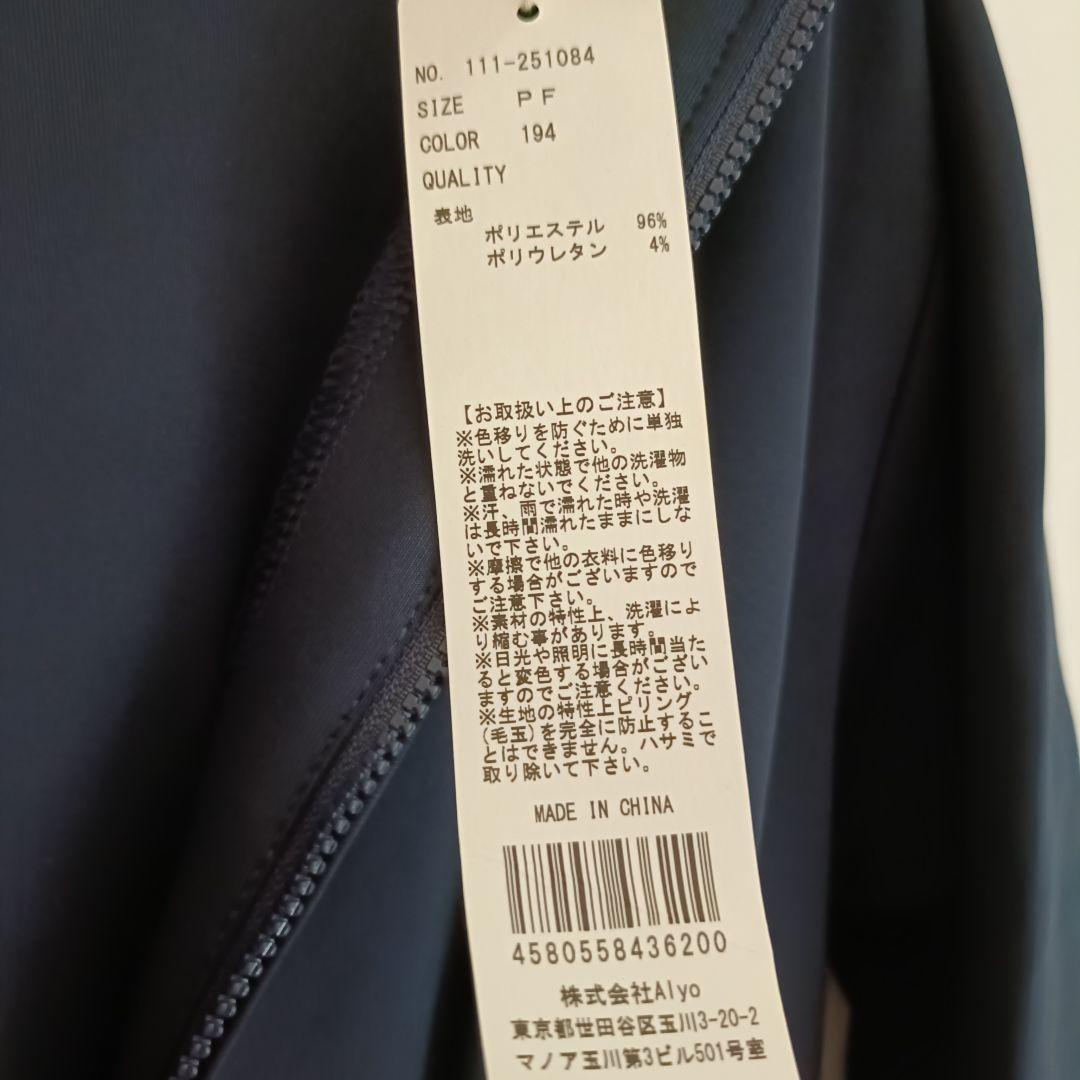 NO. 111-251084
SIZE PF
COLOR 194
QUALITY
表地
ポリエステル 96%
ポリウレタン 4%
【お取扱い上のご注意】
※色移りを防ぐために単独
洗いしてください。
※濡れた状態で他の洗濯物
と重ねないでください。
※汗、雨で濡れた時や洗濯
は長時間濡れたままにしな
いで下さい。
※摩擦で他の衣料に色移り
する場合がございますので
ご注意下さい。
※素材の特性上、洗濯によ
り縮む事があります。
※日光や照明に長時間当た
ると変色する場合がござい
ますのでご注意ください。
※生地の特性上ピリング
(毛玉)を完全に防止するこ
とはできません。ハサミで
取り除いて下さい。
MADE IN CHINA
4580558436200
株式会社Alyo
東京都世田谷区玉川3-20-2
マノア玉川第3ビル501号室